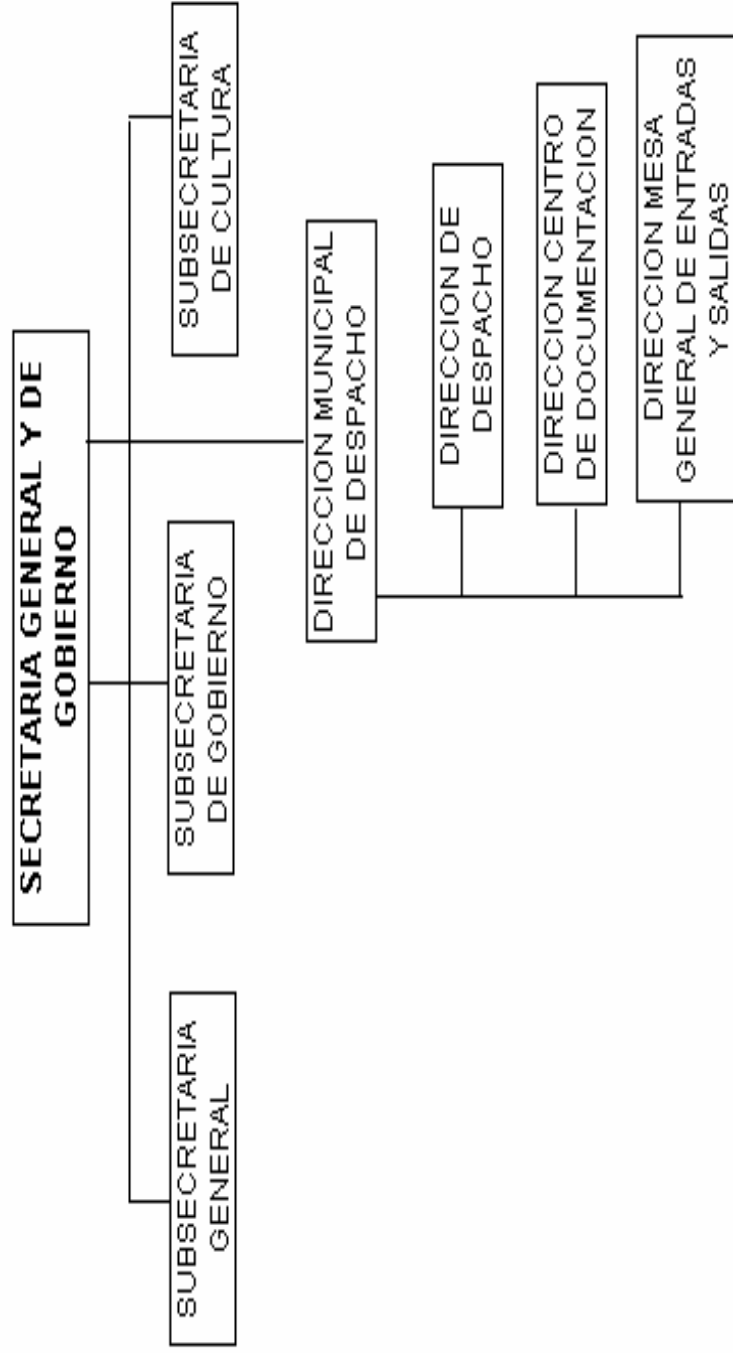 SECRETARIA GENERAL Y DE
GOBIERNO
SUBSECRETARIA
GENERAL
SUBSECRETARIA
DE GOBIERNO
SUBSECRETARIA
DE CULTURA
DIRECCION MUNICIPAL
DE DESPACHO
DIRECCION DE
DESPACHO
DIRECCION CENTRO
DE DOCUMENTACION
DIRECCION MESA
GENERAL DE ENTRADAS
Y SALIDAS